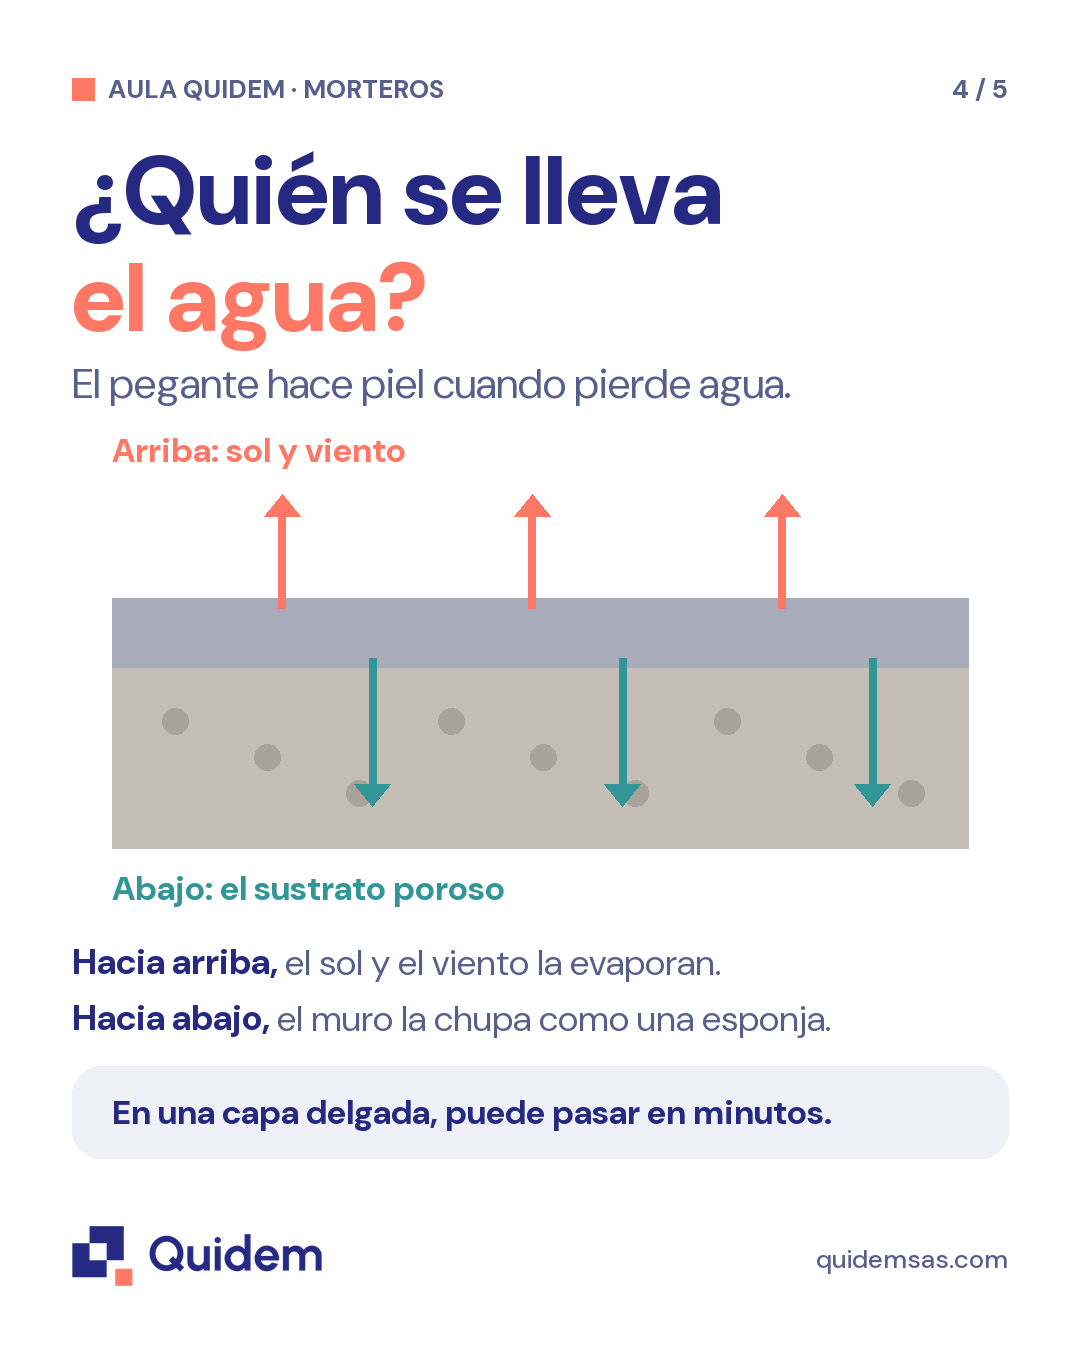 AULA QUIDEM · MORTEROS
4 / 5
¿Quién se lleva
el agua?
El pegante hace piel cuando pierde agua.
Arriba: sol y viento
Abajo: el sustrato poroso
Hacia arriba, el sol y el viento la evaporan.
Hacia abajo, el muro la chupa como una esponja.
En una capa delgada, puede pasar en minutos.
Quidem
quidemsas.com